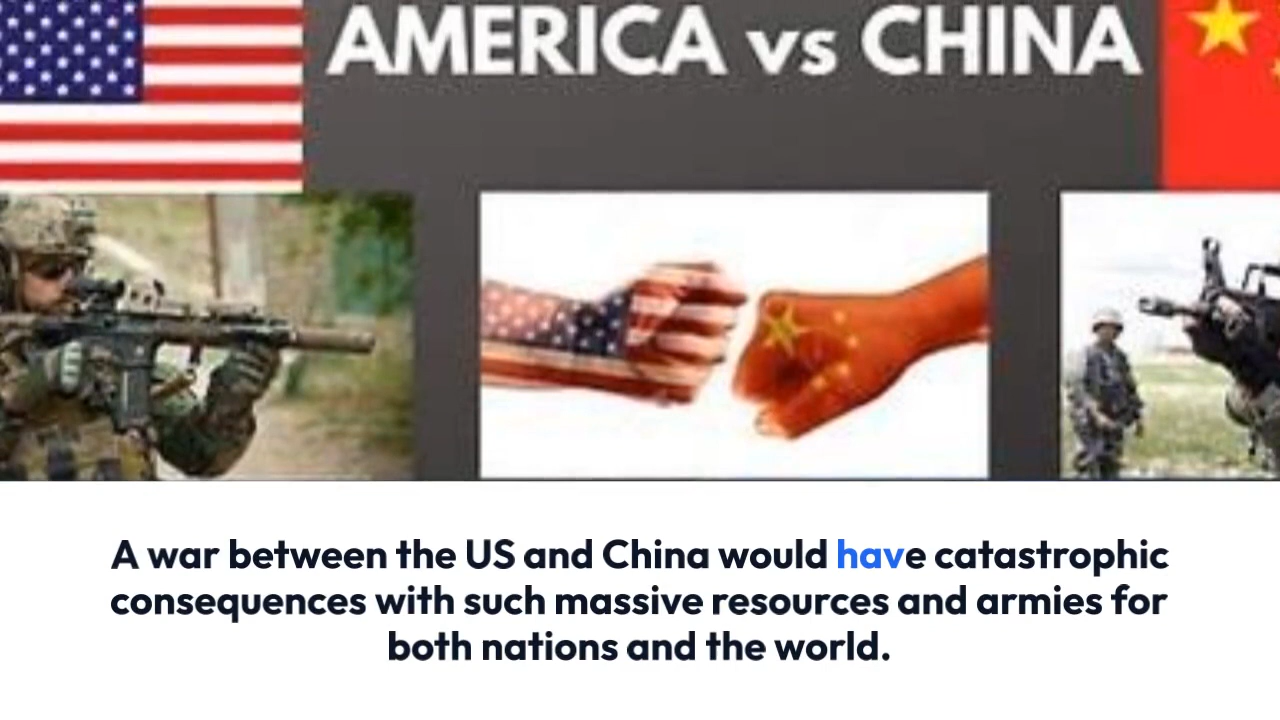 AMERICA vs CHINA
A war between the US and China would have catastrophic
consequences with such massive resources and armies for
both nations and the world.